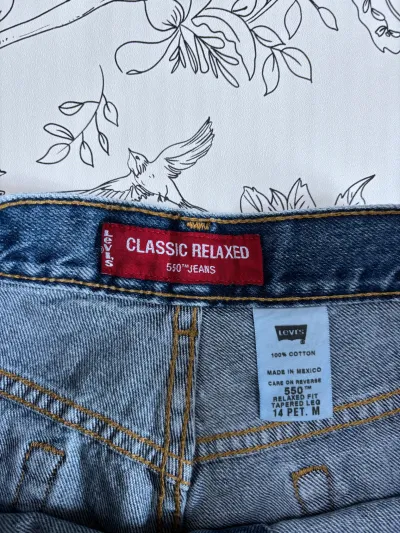 Levi's
CLASSIC RELAXED
550™ JEANS
LEVI'S
100% COTTON
MADE IN MEXICO
CARE ON REVERSE
550™
RELAXED FIT
TAPERED LEG
14 PET. M